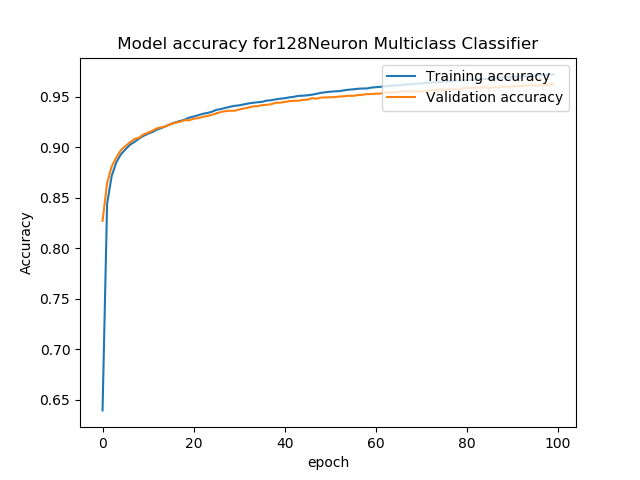 Model accuracy for128Neuron Multiclass Classifier
Training accuracy
Validation accuracy
Accuracy
0.95
0.90
0.85
0.80
0.75
0.70
0.65
0 20 40 60 80 100
epoch